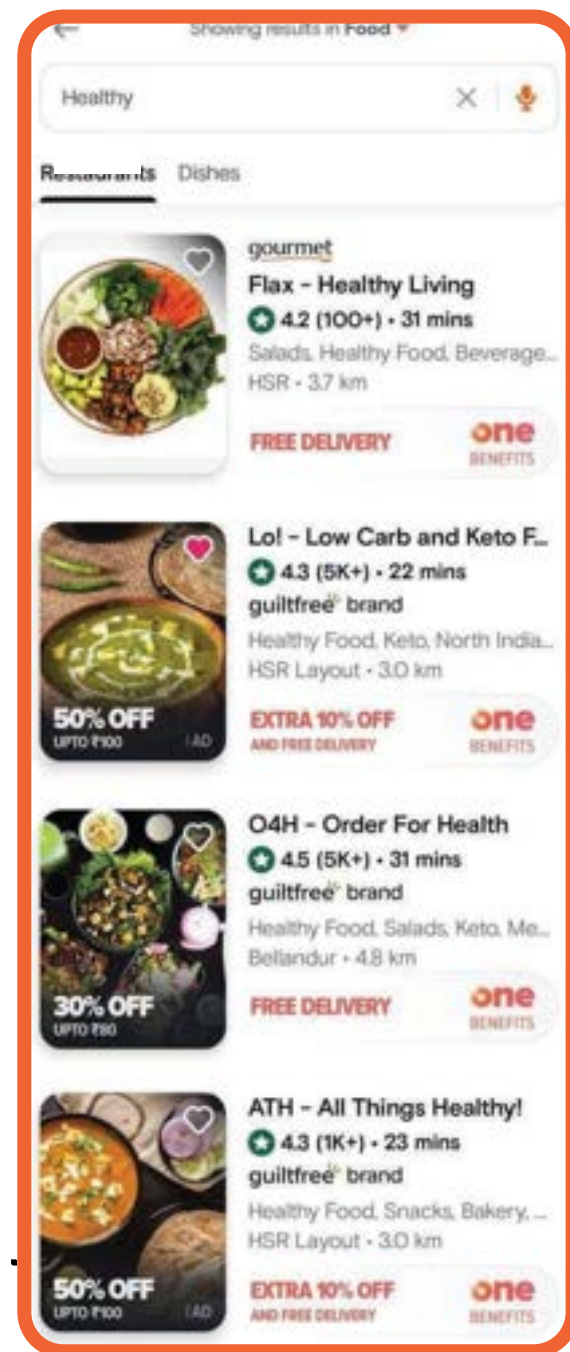 Showing results in Food
Healthy
Restaurants Dishes
gourmet
Flax - Healthy Living
4.2 (100+) • 31 mins
Salads, Healthy Food, Beverage...
HSR • 3.7 km
FREE DELIVERY
one
BENEFITS
Lo! - Low Carb and Keto F...
4.3 (5K+) • 22 mins
guiltfree brand
Healthy Food, Keto, North India...
HSR Layout • 3.0 km
50% OFF
UPTO ₹100
AD
EXTRA 10% OFF
AND FREE DELIVERY
one
BENEFITS
O4H - Order For Health
4.5 (5K+) • 31 mins
guiltfree brand
Healthy Food, Salads, Keto, Me...
Bellandur • 4.8 km
30% OFF
UPTO ₹80
FREE DELIVERY
one
BENEFITS
ATH - All Things Healthy!
4.3 (1K+) • 23 mins
guiltfree brand
Healthy Food, Snacks, Bakery, ...
HSR Layout • 3.0 km
50% OFF
UPTO ₹100
AD
EXTRA 10% OFF
AND FREE DELIVERY
one
BENEFITS